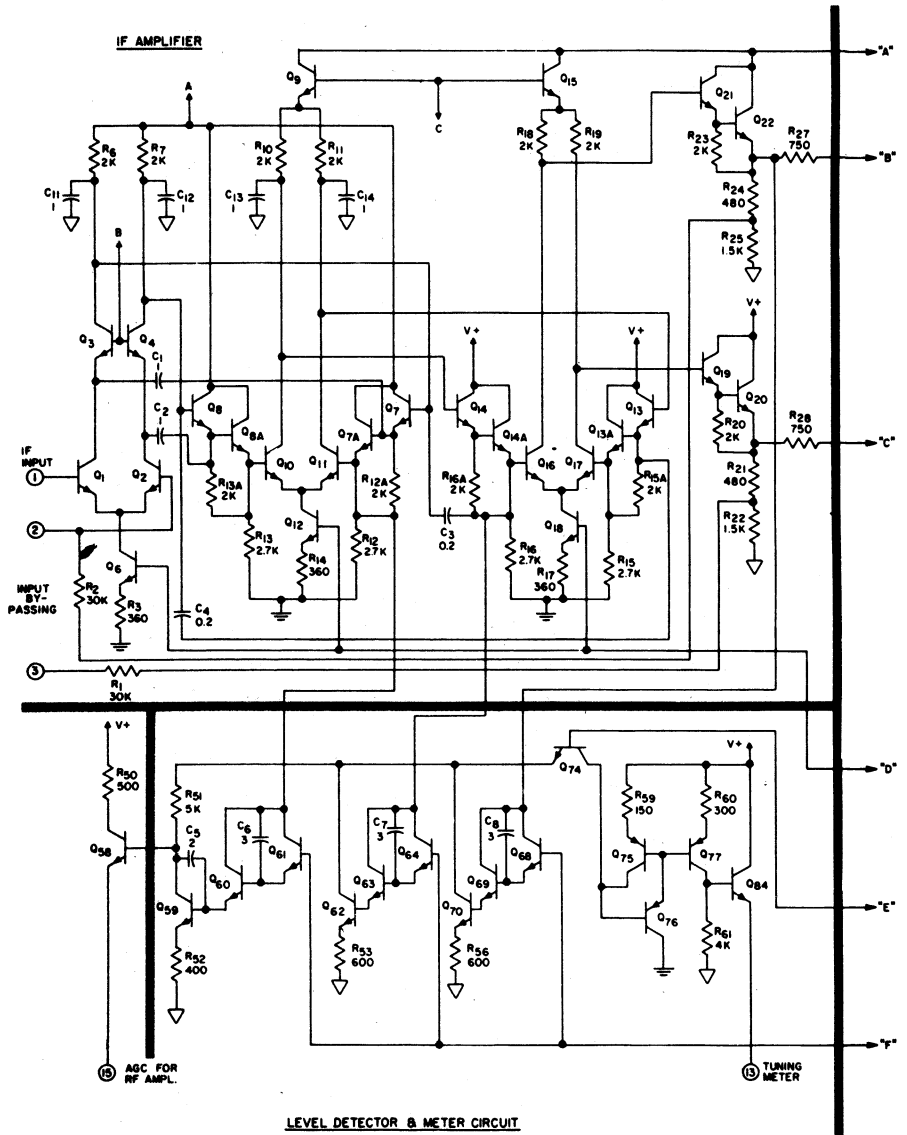 IF AMPLIFIER
"A"
Q9
Q15
Q21
Q22
A
C
R6
2K
R7
2K
R10
2K
R11
2K
R18
2K
R19
2K
R23
2K
R27
750
"B"
C11
1
C12
1
C13
1
C14
1
R24
480
R25
1.5K
B
V+
V+
V+
Q3
Q4
C1
1
Q19
Q20
C2
1
Q8
Q8A
Q7
Q7A
Q14
Q14A
Q13
Q13A
R20
2K
R28
750
"C"
IF
INPUT
1
Q1
Q2
Q10
Q11
Q16
Q17
R13A
2K
R12A
2K
R16A
2K
R15A
2K
R21
480
R22
1.5K
2
Q6
Q12
Q18
C3
0.2
R13
2.7K
R14
360
R12
2.7K
R16
2.7K
R17
360
R15
2.7K
INPUT
BY-
PASSING
R2
30K
R3
360
C4
0.2
3
R1
30K
V+
V+
Q74
"D"
R50
500
R51
5K
R59
150
R60
300
C5
2
C6
3
C7
3
C8
3
Q58
Q59
Q60
Q61
Q62
Q63
Q64
Q70
Q69
Q68
Q75
Q77
Q76
Q84
"E"
R52
400
R53
600
R56
600
R61
4K
"F"
15
AGC FOR
RF AMPL.
13
TUNING
METER
LEVEL DETECTOR & METER CIRCUIT